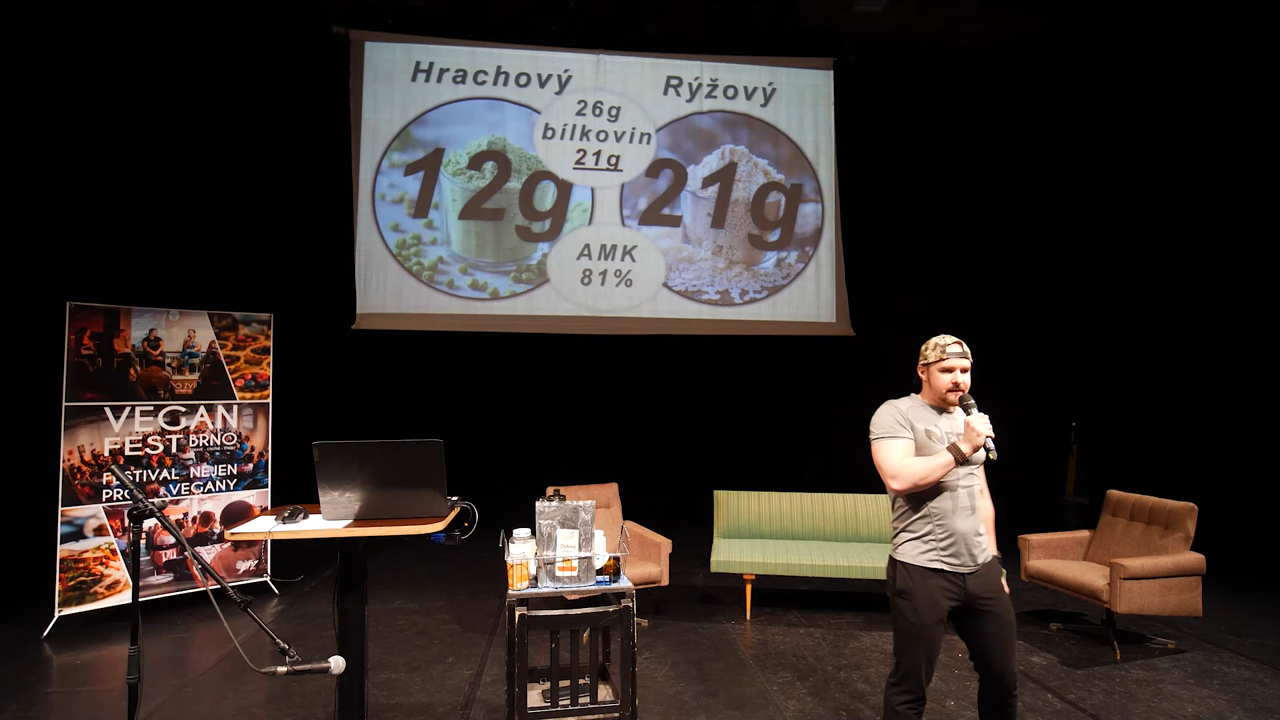 Hrachový
Rýžový
26g
bílkovin
21g
12g
21g
AMK
81%
VEGAN
FEST BRNO
FESTIVAL NEJEN
PRO VEGANY